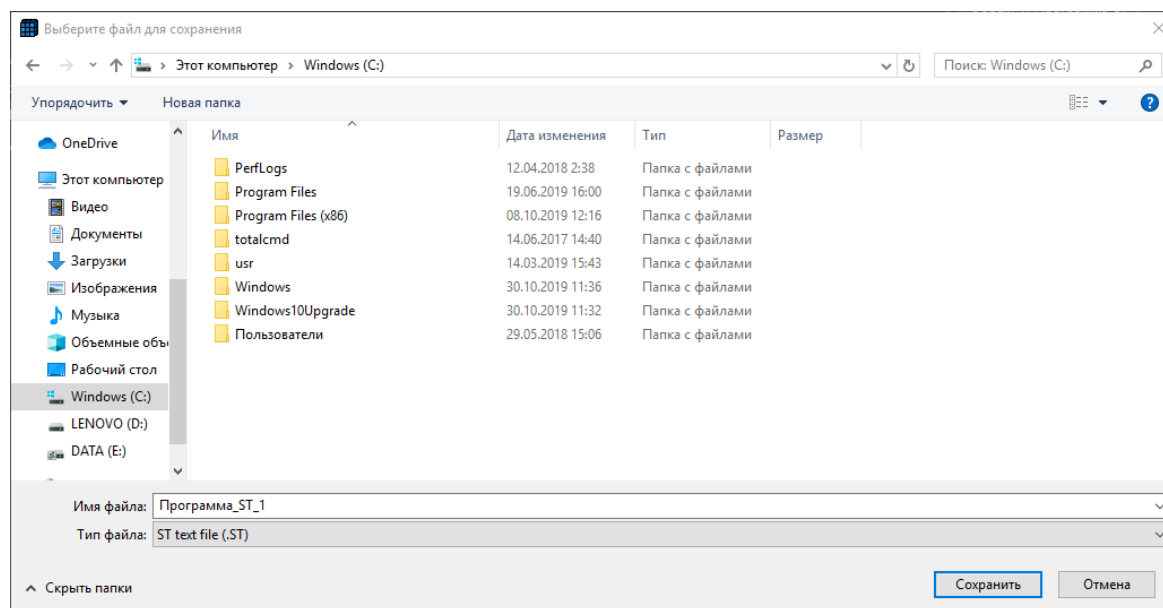 Выберите файл для сохранения
Этот компьютер › Windows (C:)
Поиск: Windows (C:)
Упорядочить
Новая папка
OneDrive
Этот компьютер
Видео
Документы
Загрузки
Изображения
Музыка
Объемные объ
Рабочий стол
Windows (C:)
LENOVO (D:)
DATA (E:)
Имя Дата изменения Тип Размер
PerfLogs 12.04.2018 2:38 Папка с файлами
Program Files 19.06.2019 16:00 Папка с файлами
Program Files (x86) 08.10.2019 12:16 Папка с файлами
totalcmd 14.06.2017 14:40 Папка с файлами
usr 14.03.2019 15:43 Папка с файлами
Windows 30.10.2019 11:36 Папка с файлами
Windows10Upgrade 30.10.2019 11:32 Папка с файлами
Пользователи 29.05.2018 15:06 Папка с файлами
Имя файла: Программа_ST_1
Тип файла: ST text file (.ST)
Скрыть папки
Сохранить
Отмена